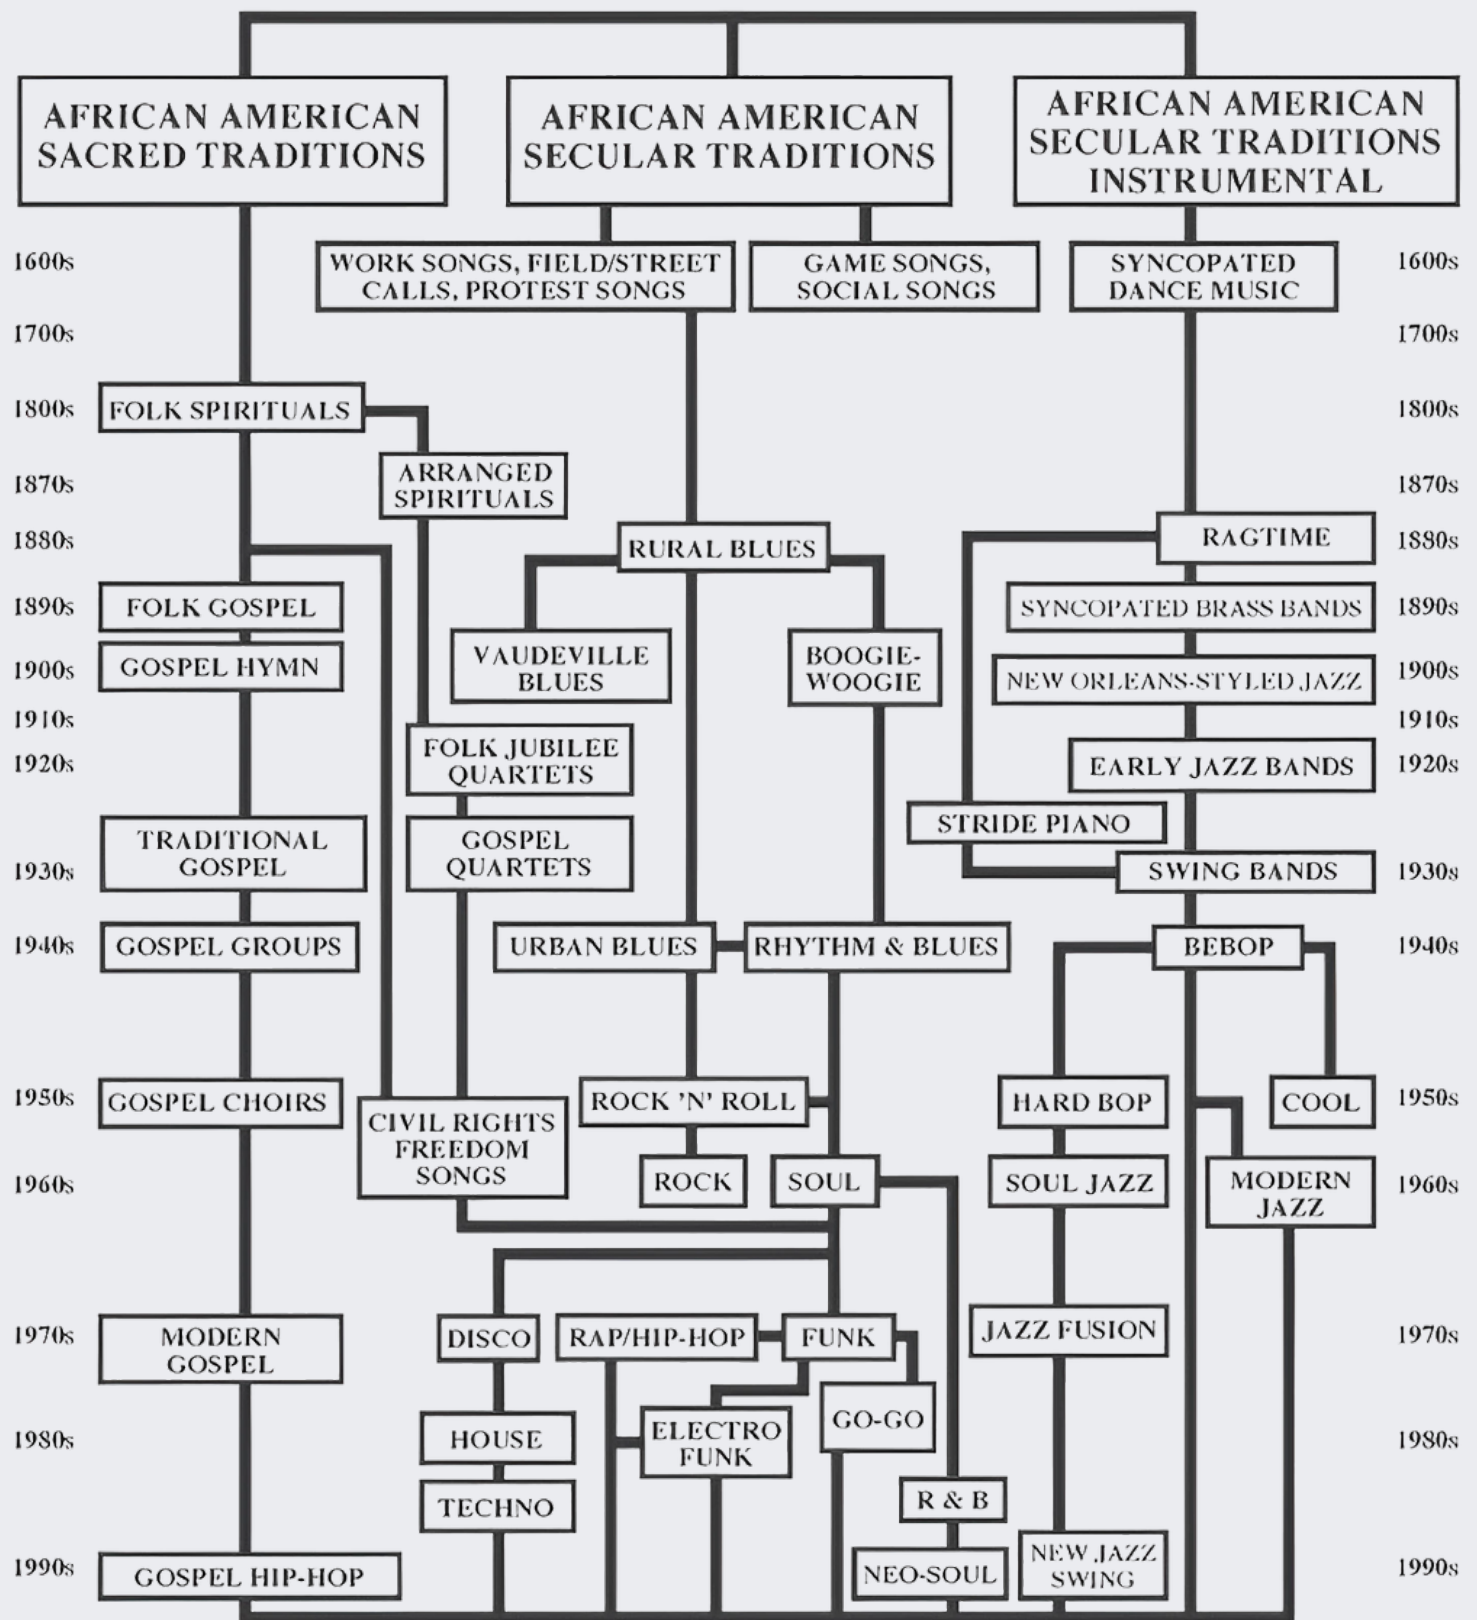 AFRICAN AMERICAN
SACRED TRADITIONS
AFRICAN AMERICAN
SECULAR TRADITIONS
AFRICAN AMERICAN
SECULAR TRADITIONS
INSTRUMENTAL
1600s
WORK SONGS, FIELD/STREET
CALLS, PROTEST SONGS
GAME SONGS,
SOCIAL SONGS
SYNCOPATED
DANCE MUSIC
1600s
1700s
1700s
1800s
FOLK SPIRITUALS
1800s
1870s
ARRANGED
SPIRITUALS
1870s
1880s
RURAL BLUES
RAGTIME
1880s
1890s
FOLK GOSPEL
SYNCOPATED BRASS BANDS
1890s
1900s
GOSPEL HYMN
VAUDEVILLE
BLUES
BOOGIE-
WOOGIE
NEW ORLEANS-STYLED JAZZ
1900s
1910s
1910s
1920s
FOLK JUBILEE
QUARTETS
EARLY JAZZ BANDS
1920s
STRIDE PIANO
1930s
TRADITIONAL
GOSPEL
GOSPEL
QUARTETS
SWING BANDS
1930s
1940s
GOSPEL GROUPS
URBAN BLUES
RHYTHM & BLUES
BEBOP
1940s
1950s
GOSPEL CHOIRS
CIVIL RIGHTS
FREEDOM
SONGS
ROCK 'N' ROLL
HARD BOP
COOL
1950s
1960s
ROCK
SOUL
SOUL JAZZ
MODERN
JAZZ
1960s
1970s
MODERN
GOSPEL
DISCO
RAP/HIP-HOP
FUNK
JAZZ FUSION
1970s
1980s
HOUSE
ELECTRO
FUNK
GO-GO
1980s
TECHNO
R & B
1990s
GOSPEL HIP-HOP
NEO-SOUL
NEW JAZZ
SWING
1990s